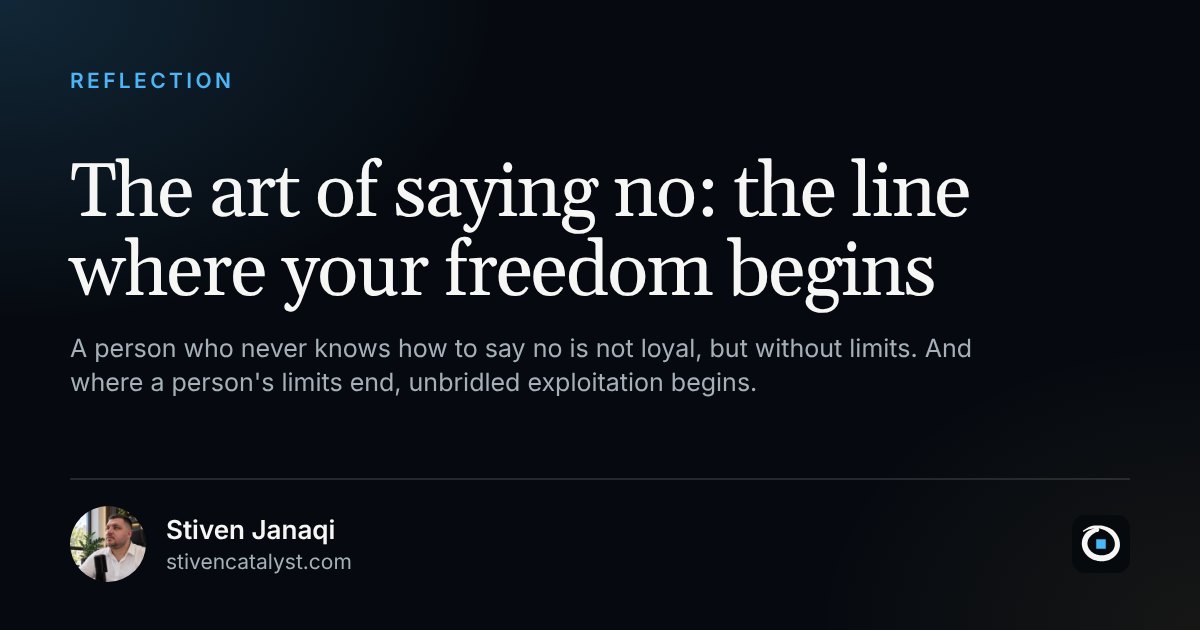 REFLECTION
The art of saying no: the line
where your freedom begins
A person who never knows how to say no is not loyal, but without limits. And
where a person's limits end, unbridled exploitation begins.
Stiven Janaqi
stivencatalyst.com